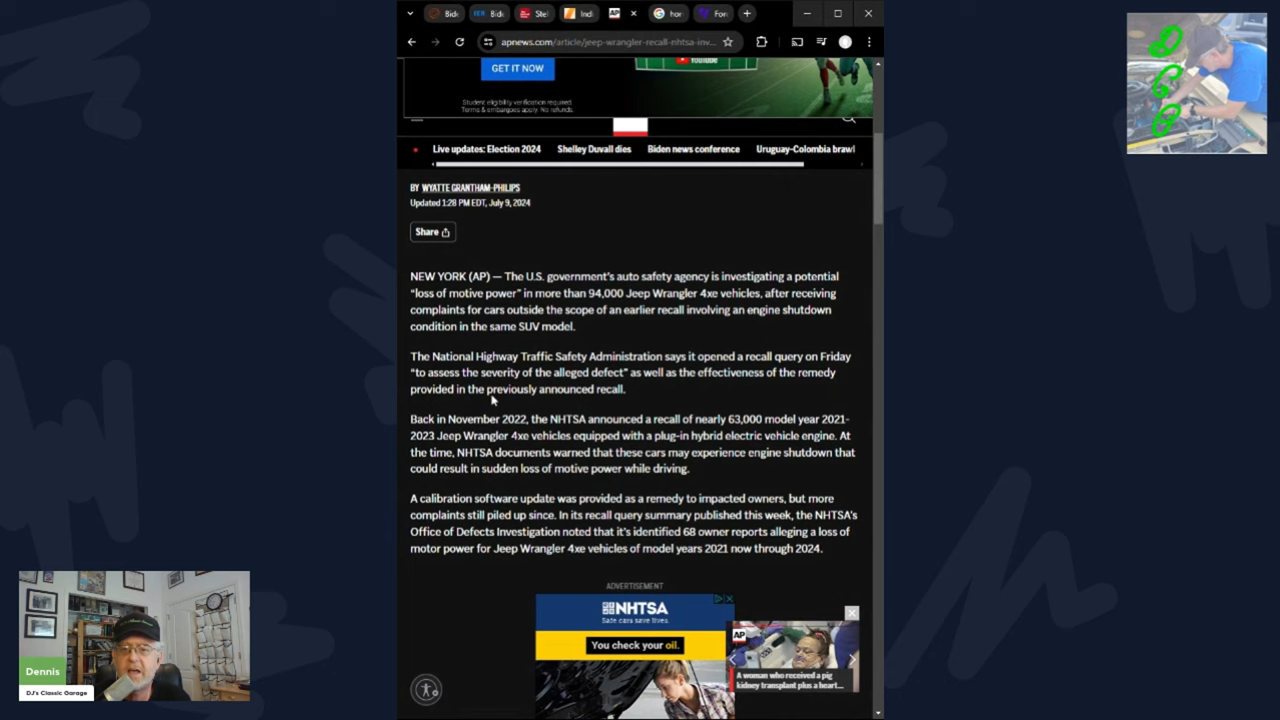 Bide
Bide
Stel
Indi
hor
For
apnews.com/article/jeep-wrangler-recall-nhtsa-inv...
GET IT NOW
YouTube
Student eligibility verification required.
Terms & embargoes apply. No refunds.
Live updates: Election 2024
Shelley Duvall dies
Biden news conference
Uruguay-Colombia brawl
BY WYATTE GRANTHAM-PHILIPS
Updated 1:28 PM EDT, July 9, 2024
Share
NEW YORK (AP) — The U.S. government's auto safety agency is investigating a potential
“loss of motive power” in more than 94,000 Jeep Wrangler 4xe vehicles, after receiving
complaints for cars outside the scope of an earlier recall involving an engine shutdown
condition in the same SUV model.
The National Highway Traffic Safety Administration says it opened a recall query on Friday
“to assess the severity of the alleged defect” as well as the effectiveness of the remedy
provided in the previously announced recall.
Back in November 2022, the NHTSA announced a recall of nearly 63,000 model year 2021-
2023 Jeep Wrangler 4xe vehicles equipped with a plug-in hybrid electric vehicle engine. At
the time, NHTSA documents warned that these cars may experience engine shutdown that
could result in sudden loss of motive power while driving.
A calibration software update was provided as a remedy to impacted owners, but more
complaints still piled up since. In its recall query summary published this week, the NHTSA's
Office of Defects Investigation noted that it's identified 68 owner reports alleging a loss of
motor power for Jeep Wrangler 4xe vehicles of model years 2021 now through 2024.
ADVERTISEMENT
NHTSA
Safe cars save lives.
You check your oil.
AP
A woman who received a pig
kidney transplant plus a heart...
DCG
Dennis
DJ's Classic Garage